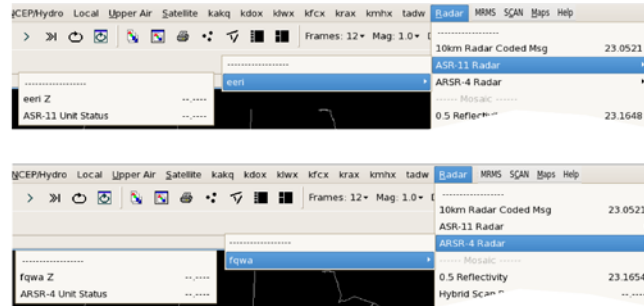 NCEP/Hydro Local Upper Air Satellite kakq kdox klwx kfcx krax kmhx tadw Radar MRMS SCAN Maps Help
Frames: 12 Mag: 1.0
------------------
10km Radar Coded Msg 23.0521
------------------
ASR-11 Radar
------------------
eeri
ARSR-4 Radar
eeri Z --.----
------ Mosaic ------
ASR-11 Unit Status --.----
0.5 23.1648
NCEP/Hydro Local Upper Air Satellite kakq kdox klwx kfcx krax kmhx tadw Radar MRMS SCAN Maps Help
Frames: 12 Mag: 1.0
------------------
10km Radar Coded Msg 23.0521
ASR-11 Radar
------------------
ARSR-4 Radar
------------------
fqwa
------ Mosaic ------
fqwa Z --.----
0.5 Reflectivity 23.1654
ARSR-4 Unit Status --.----
Hybrid Scan --.----